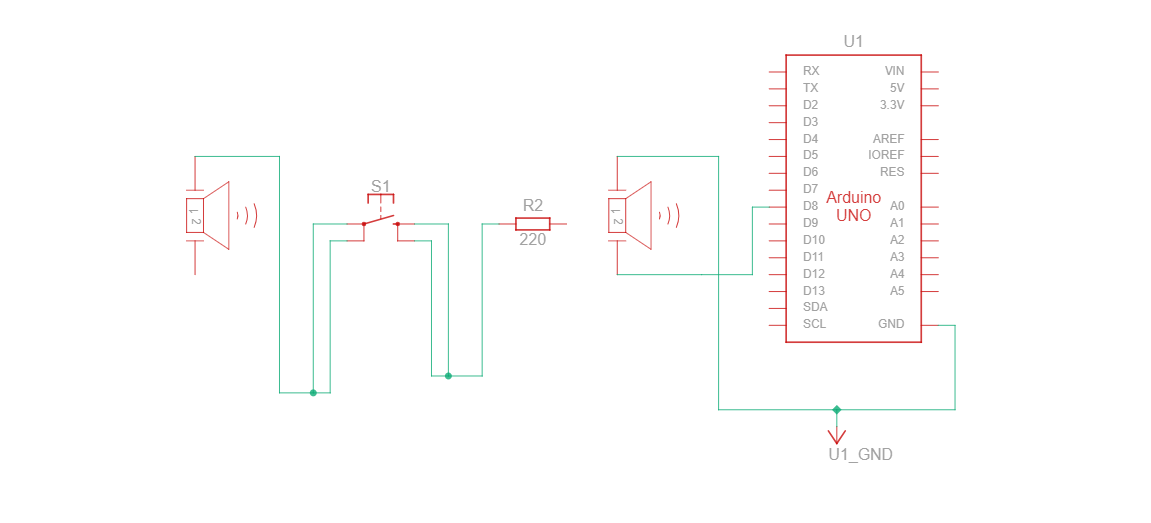 U1
RX VIN
TX 5V
D2 3.3V
D3
D4 AREF
D5 IOREF
D6 RES
D7
D8 A0
D9 A1
D10 A2
D11 A3
D12 A4
D13 A5
SDA
SCL GND
Arduino
UNO
1 2
S1
R2
220
1 2
U1_GND